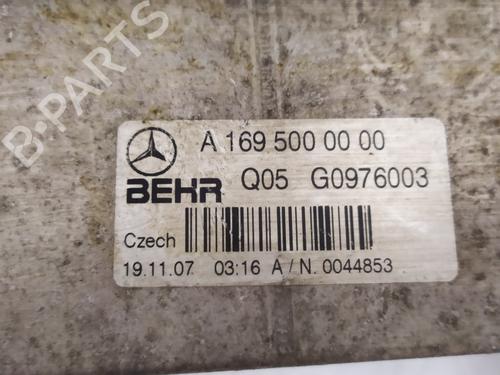 B-PARTS
A 169 500 00 00
BEHR Q05 G0976003
Czech
19.11.07 03:16 A / N. 0044853